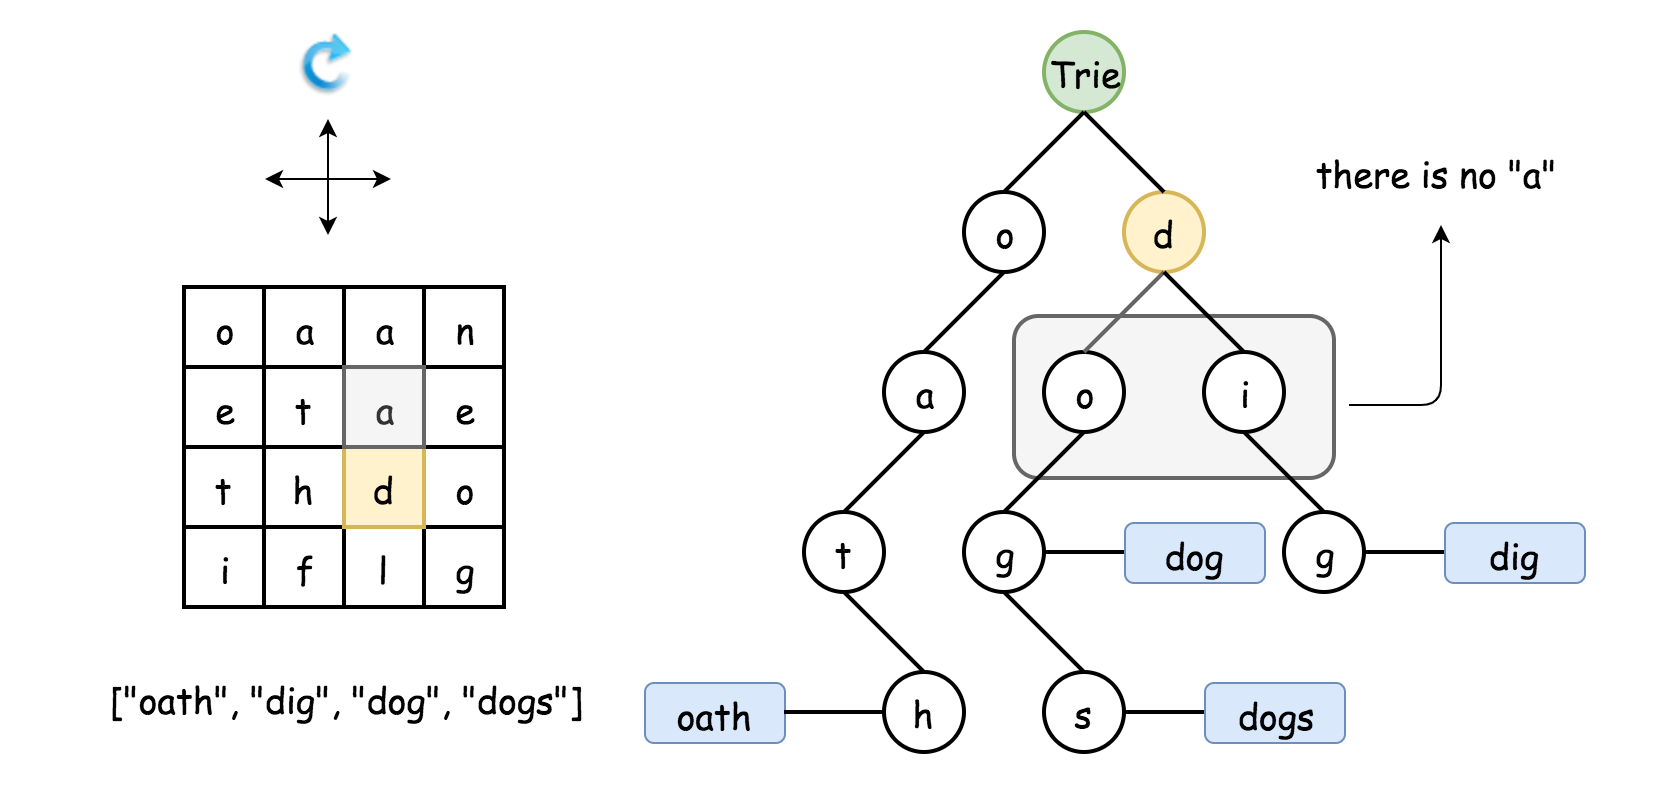 Trie
there is no "a"
o d
o a a n
e t a e
a o i
t h d o
i f l g
t g dog g dig
["oath", "dig", "dog", "dogs"]
oath h s dogs